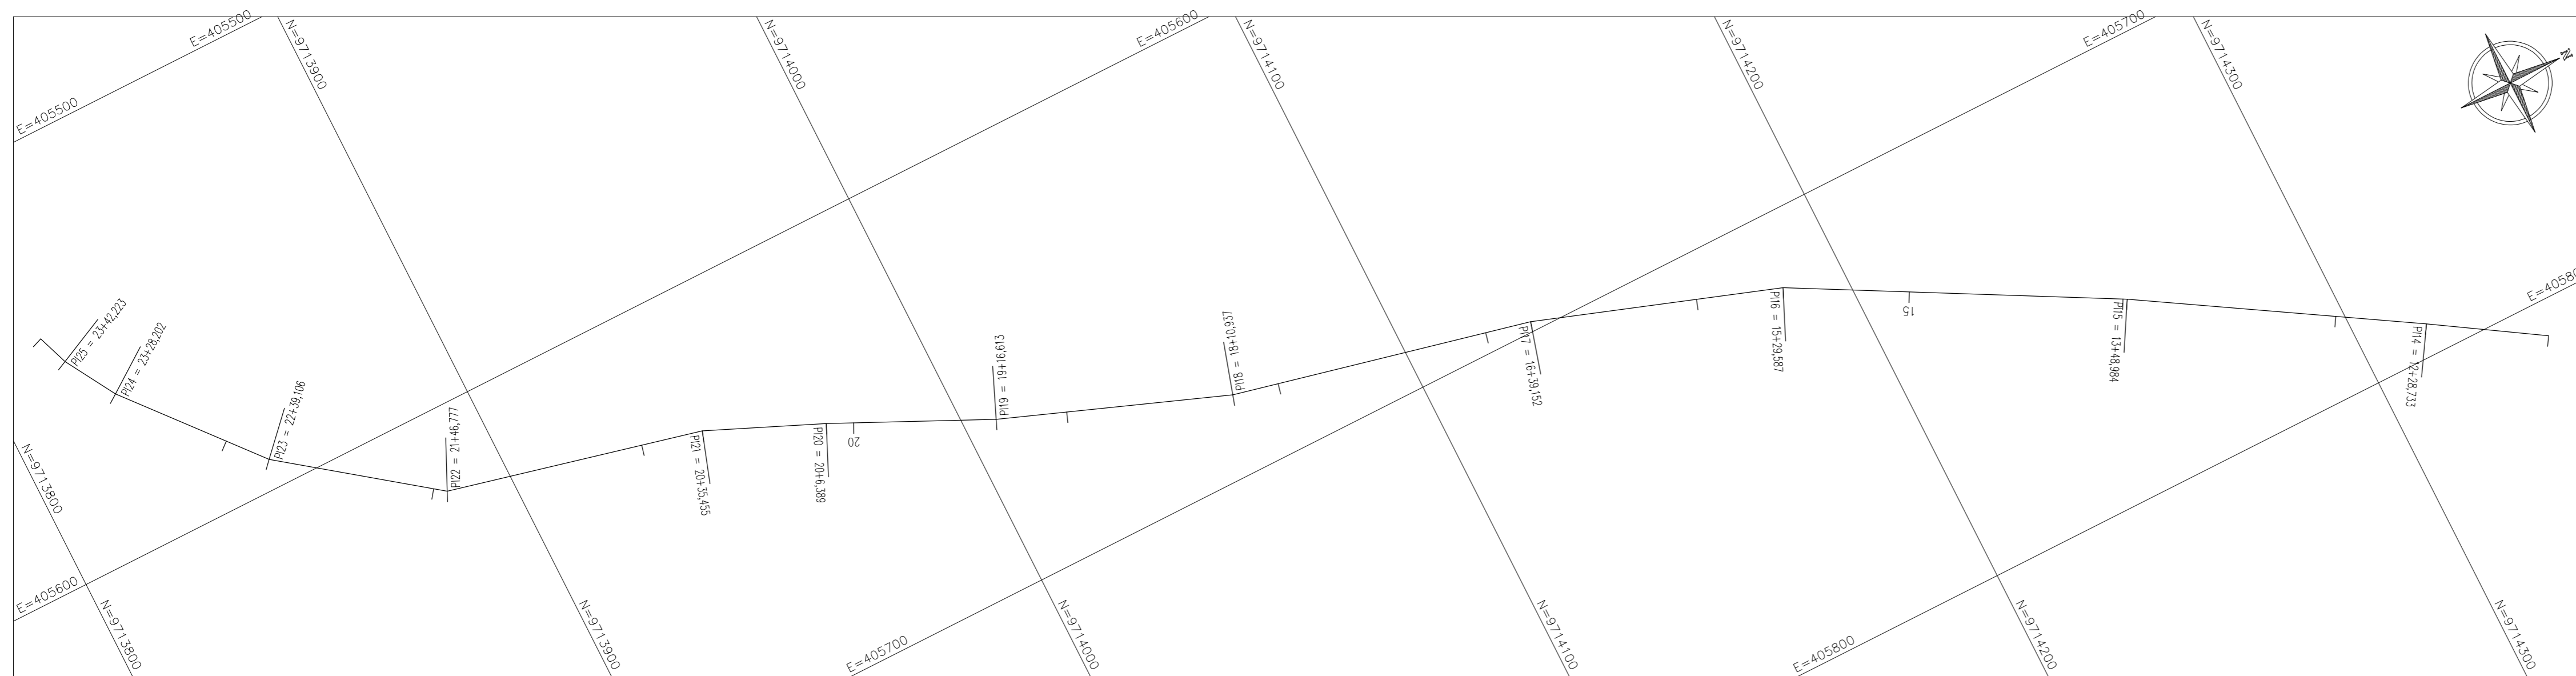 E=405500
N=9713900
N=9714000
E=405600
N=9714100
N=9714200
E=405700
N=9714300
N
E=405500
PI25 = 23+42,223
PI24 = 23+28,202
PI23 = 22+39,106
PI22 = 21+46,777
PI21 = 20+35,455
PI20 = 20+6,389
20
PI19 = 19+16,613
PI18 = 18+10,937
PI17 = 16+39,152
PI16 = 15+29,587
15
PI15 = 13+48,984
PI14 = 12+28,733
E=40580
N=9713800
E=405600
N=9713800
N=9713900
E=405700
N=9714000
N=9714100
E=405800
N=9714200
N=9714300